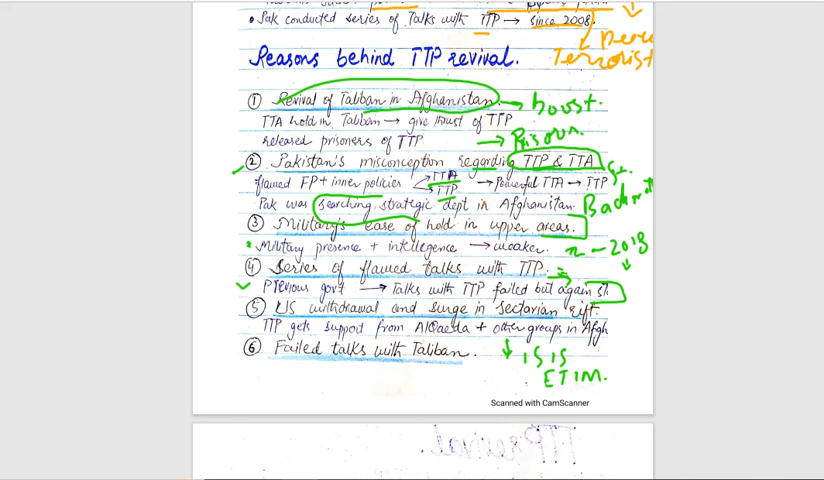 • Pak conducted series of Talks with TTP → since 2008.
Terrorist
Reasons behind TTP revival.
① Revival of Taliban in Afghanistan. → boost.
TTA hold in Taliban → give thrust of TTP
released prisoners of TTP → Prison.
② Pakistan's misconception regarding TTP & TTA
flawed FP + inner policies TTA TTP → Powerful TTA → TTP
Pak was searching strategic dept in Afghanistan.
③ Military's ease of hold in upper areas.
• Military presence + intelligence → weaker. 2018
④ Series of flawed talks with TTP.
Previous govt → Talks with TTP failed but again st
⑤ US withdrawal and surge in sectarian rift.
TTP gets support from AlQaeda + other groups in Afgh
⑥ Failed talks with Taliban. ↓ ISIS
ETIM.
Scanned with CamScanner
TTP revival.